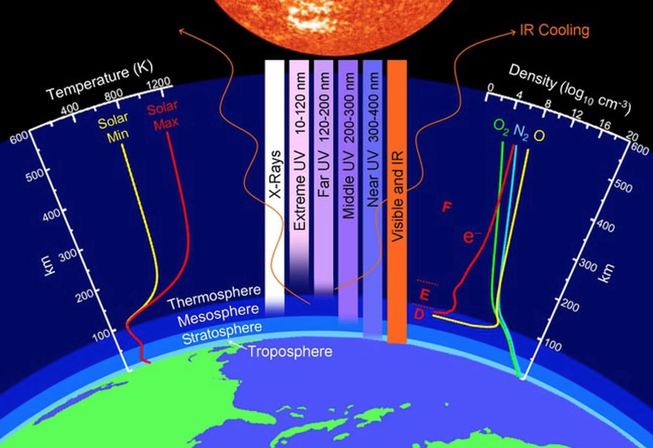 IR Cooling
Temperature (K)
400
800
1200
Solar
Min
Solar
Max
600
500
400
300
200
100
km
X-Rays
Extreme UV 10-120 nm
Far UV 120-200 nm
Middle UV 200-300 nm
Near UV 300-400 nm
Visible and IR
Density (log10 cm-3)
0
4
8
12
16
20
O2
N2
O
600
500
400
300
200
100
km
F
e−
E
D
Thermosphere
Mesosphere
Stratosphere
Troposphere